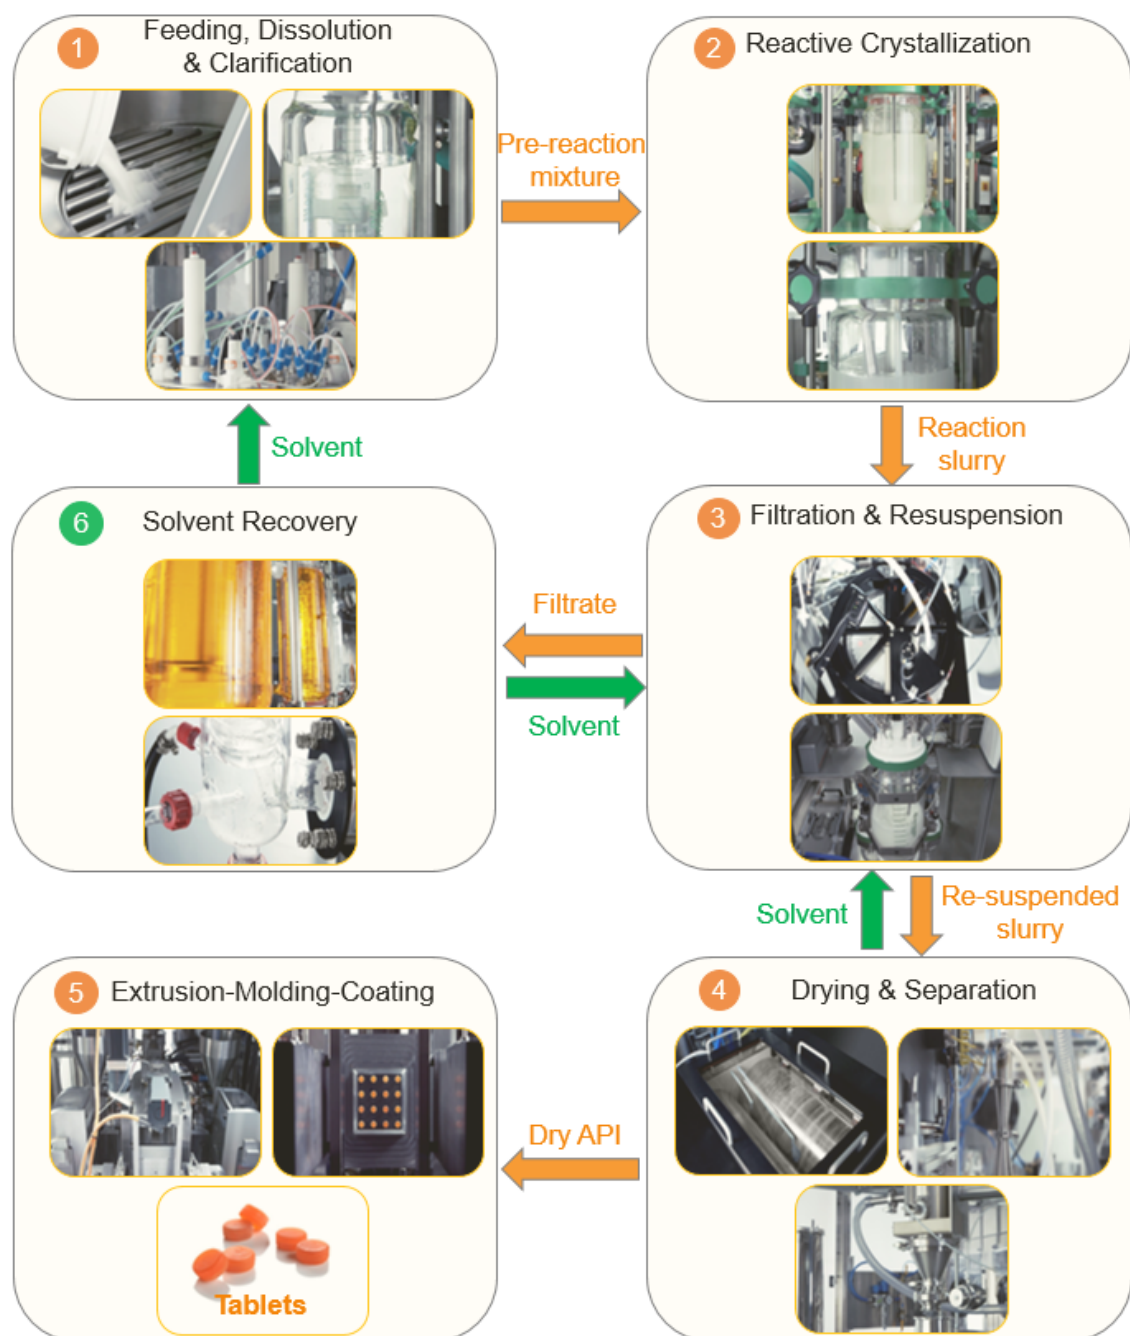 1
Feeding, Dissolution
& Clarification
Pre-reaction
mixture
2
Reactive Crystallization
Solvent
Reaction
slurry
6
Solvent Recovery
Filtrate
Solvent
3
Filtration & Resuspension
Solvent
Re-suspended
slurry
5
Extrusion-Molding-Coating
Tablets
Dry API
4
Drying & Separation